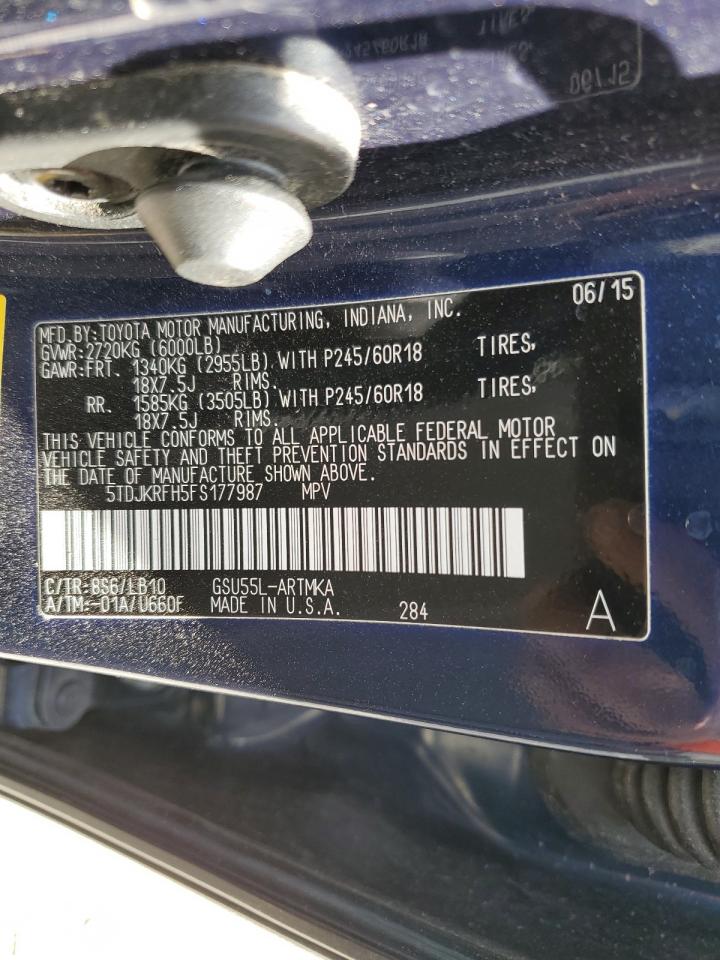 06/15
MFD.BY:TOYOTA MOTOR MANUFACTURING, INDIANA, INC.
GVWR:2720KG (6000LB)
GAWR:FRT. 1340KG (2955LB) WITH P245/60R18 TIRES,
18X7.5J RIMS.
RR. 1585KG (3505LB) WITH P245/60R18 TIRES,
18X7.5J RIMS.
THIS VEHICLE CONFORMS TO ALL APPLICABLE FEDERAL MOTOR
VEHICLE SAFETY AND THEFT PREVENTION STANDARDS IN EFFECT ON
THE DATE OF MANUFACTURE SHOWN ABOVE.
5TDJKRFH5FS177987 MPV
C/TR:8S6/LB10 GSU55L-ARTMKA
A/TM:-01A/U660F MADE IN U.S.A. 284 A